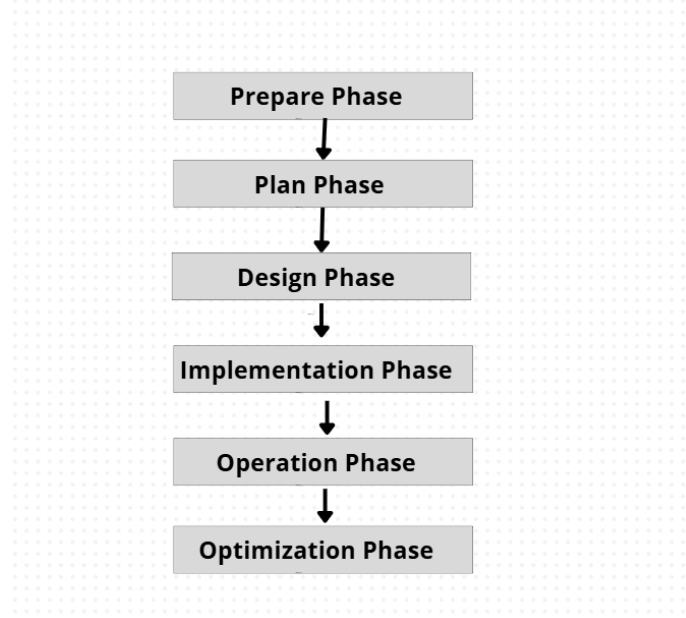 Prepare Phase
Plan Phase
Design Phase
Implementation Phase
Operation Phase
Optimization Phase